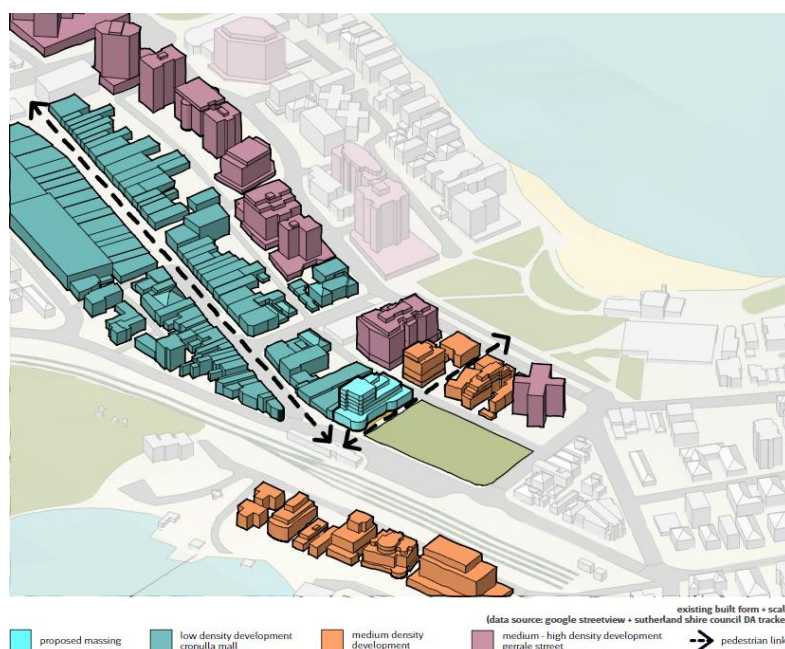 existing built form + scal
(data source: google streetview + sutherland shire council DA tracke
proposed massing
low density development
cronulla mall
medium density
development
medium - high density development
gerrale street
pedestrian link